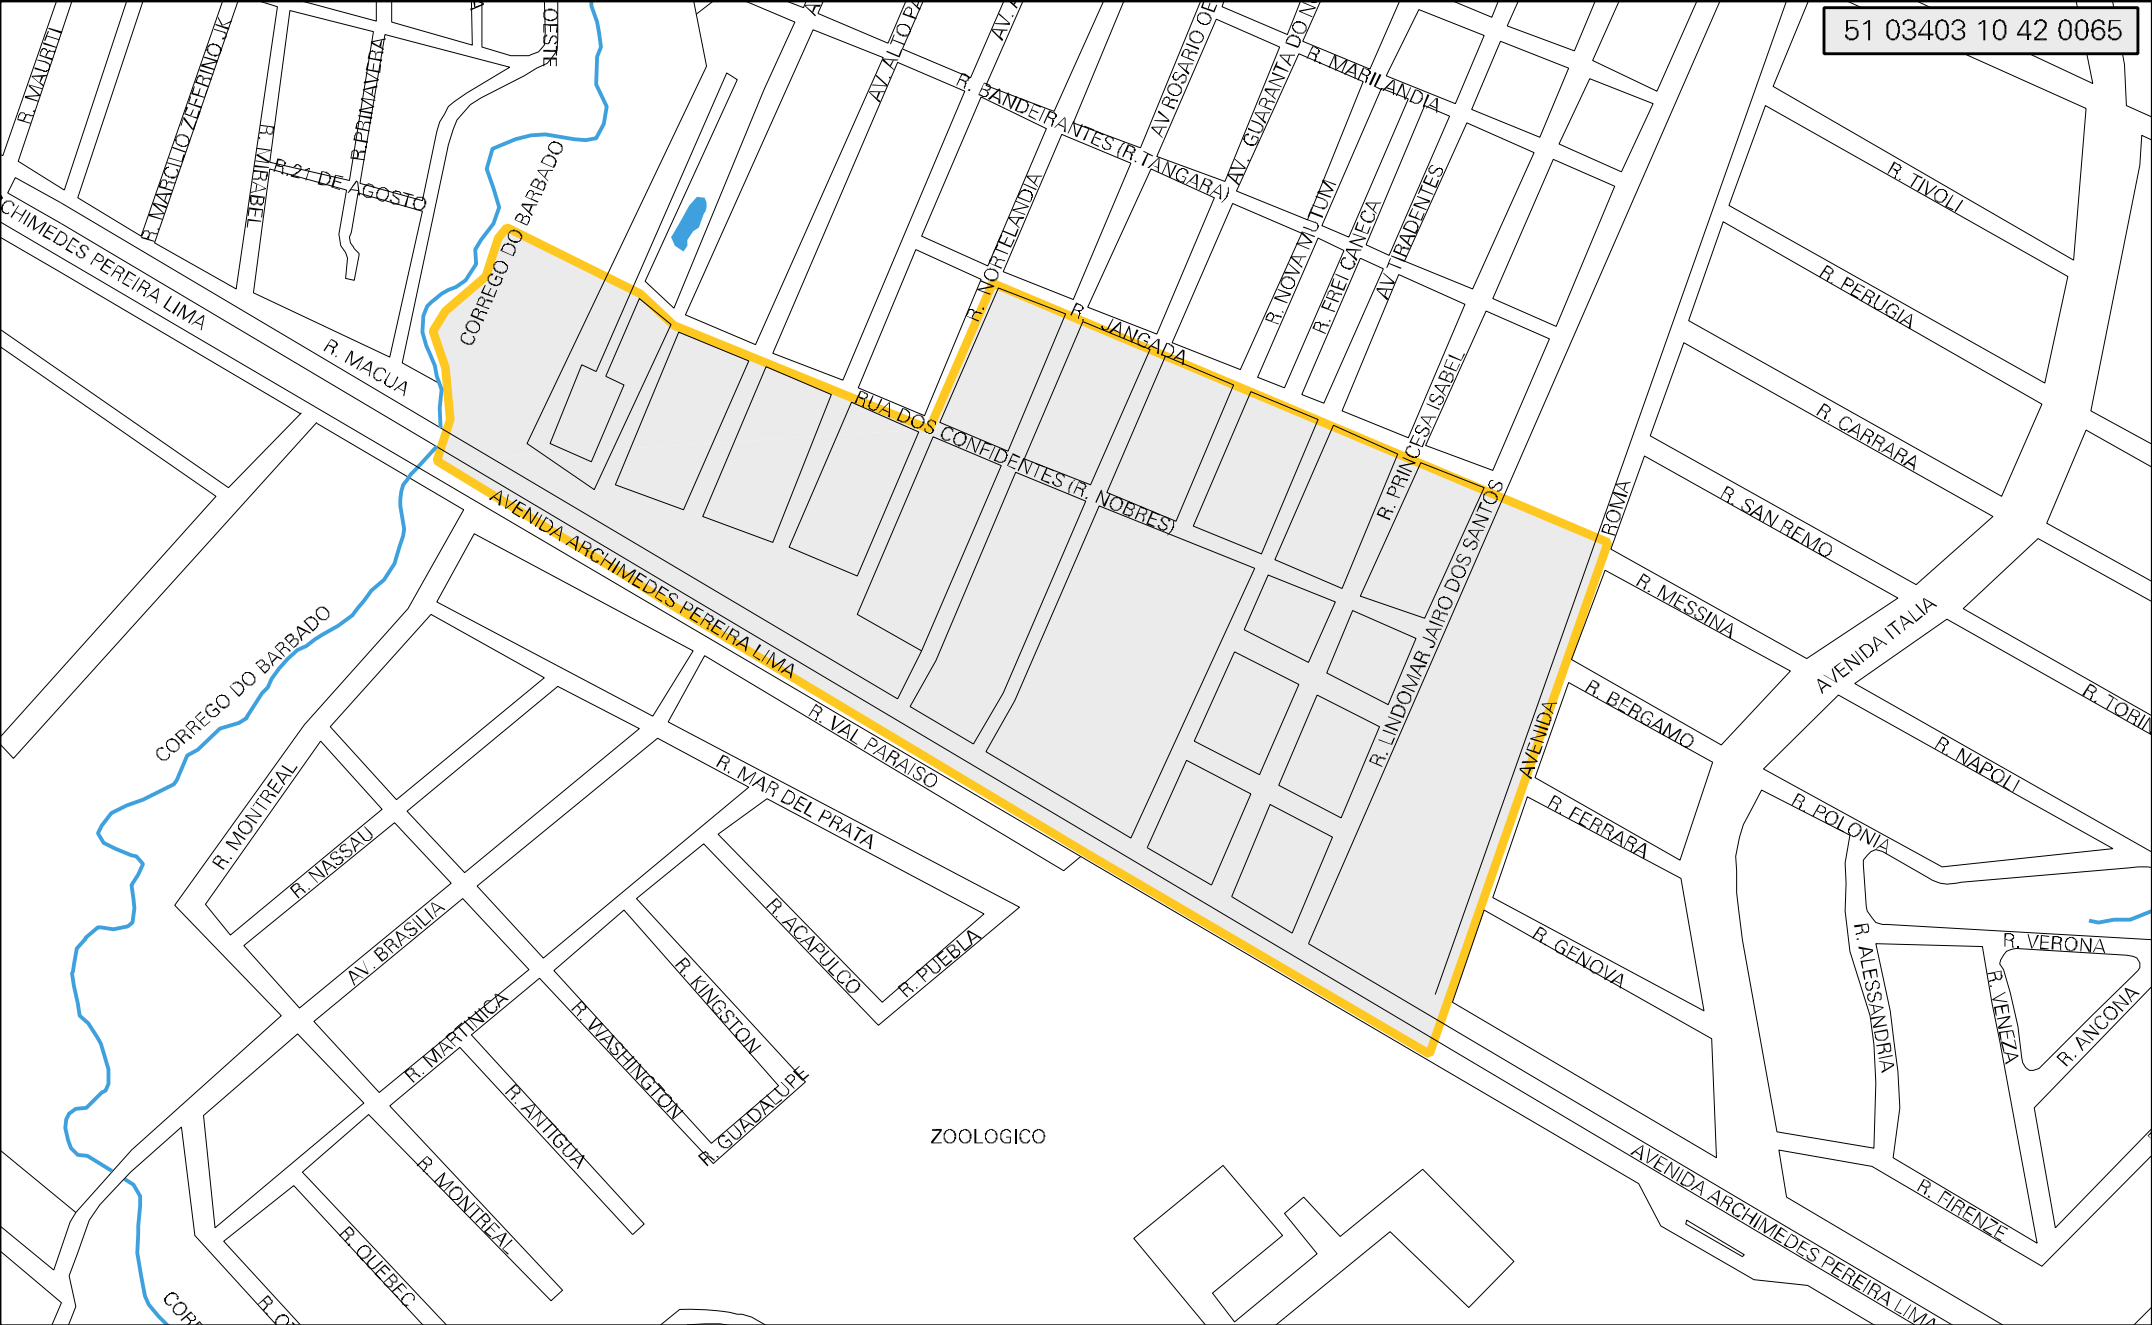 51 03403 10 42 0065
R. MAURITI
R. MARCILIO ZEFERINO JK
R. MIRABEL
R.PRIMAVERA
R.21 DE AGOSTO
OESTE
CORREGO DO BARBADO
AV. ALTO
R. BANDEIRANTES (R.TANGARA)
AV ROSARIO OE
AV. GUARANTA DO N
R. MARILANDIA
R. NORTELANDIA
R. NOVA MUTUM
R. FREI CANECA
AV.TIRADENTES
R. TIVOLI
R. PERUGIA
R. CARRARA
R. SAN REMO
R. MESSINA
AVENIDA ITALIA
R. BERGAMO
R. FERRARA
R. GENOVA
R. NAPOLI
R. POLONIA
R. VERONA
R. ALESSANDRIA
R. VENEZA
R. ANCONA
R. FIRENZE
CHIMEDES PEREIRA LIMA
R. MACUA
CORREGO DO BARBADO
R. JANGADA
RUA DOS CONFIDENTES (R. NOBRES)
R. PRINCESA ISABEL
R. LINDOMAR JAIRO DOS SANTOS
AVENIDA ROMA
AVENIDA ARCHIMEDES PEREIRA LIMA
CORREGO DO BARBADO
R. VAL PARAISO
R. MAR DEL PRATA
R. MONTREAL
R. NASSAU
AV. BRASILIA
R. MARTINICA
R. ACAPULCO
R. PUEBLA
R. KINGSTON
R. WASHINGTON
R. GUADALUPE
R. ANTIGUA
R. MONTREAL
R. QUEBEC
ZOOLOGICO
AVENIDA ARCHIMEDES PEREIRA LIMA